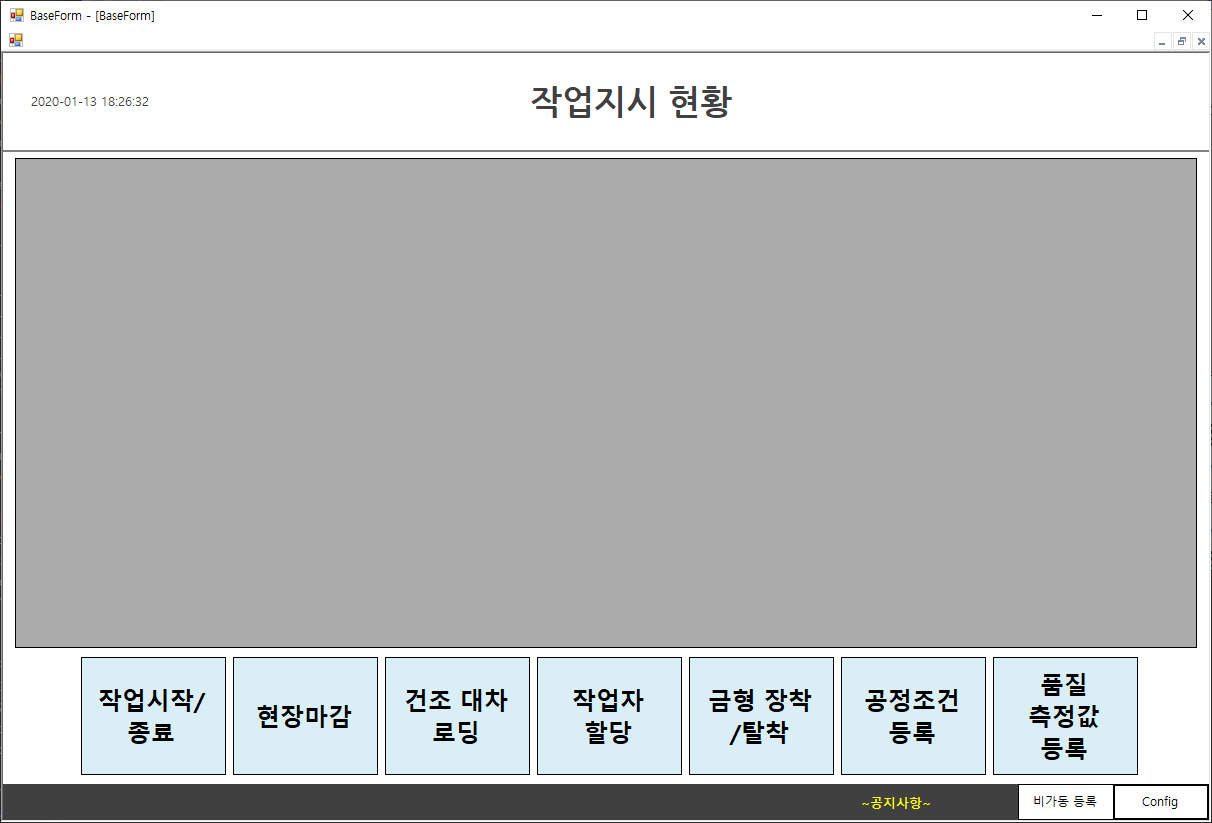 BaseForm - [BaseForm]
2020-01-13 18:26:32
작업지시 현황
작업시작/
종료
현장마감
건조 대차
로딩
작업자
할당
금형 장착
/탈착
공정조건
등록
품질
측정값
등록
~공지사항~
비가동 등록
Config